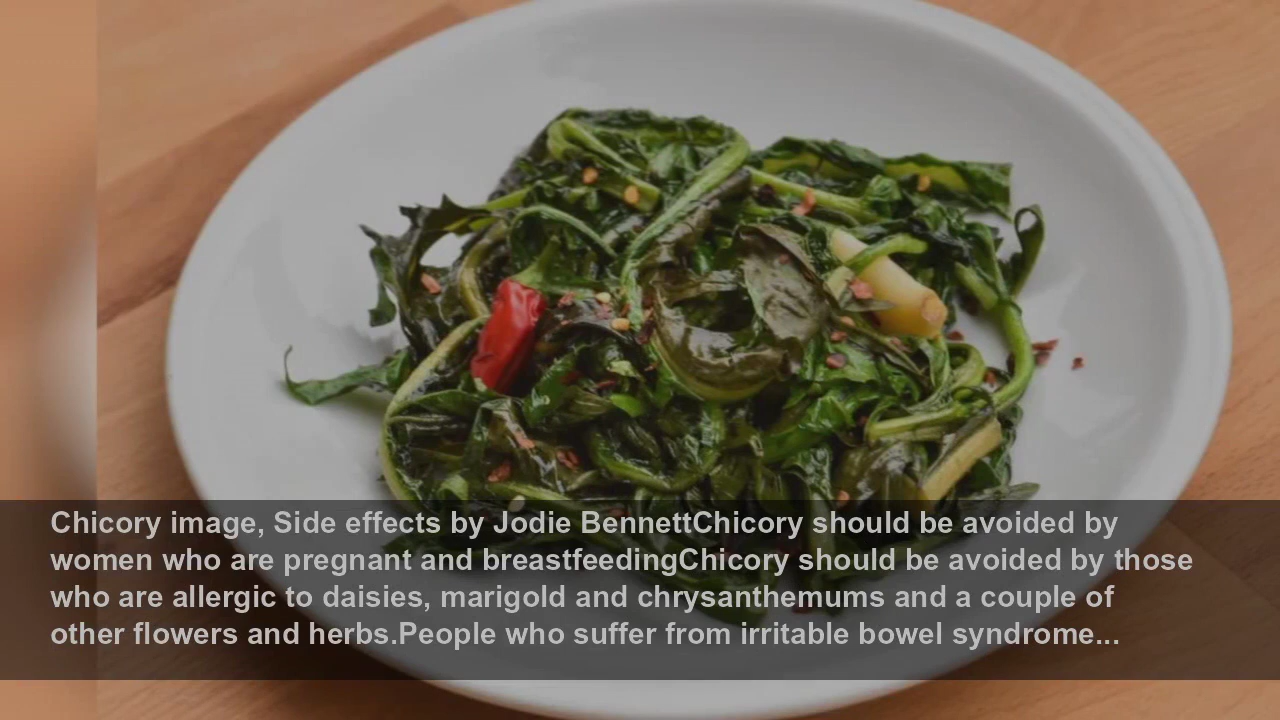 Chicory image, Side effects by Jodie BennettChicory should be avoided by
women who are pregnant and breastfeedingChicory should be avoided by those
who are allergic to daisies, marigold and chrysanthemums and a couple of
other flowers and herbs.People who suffer from irritable bowel syndrome...